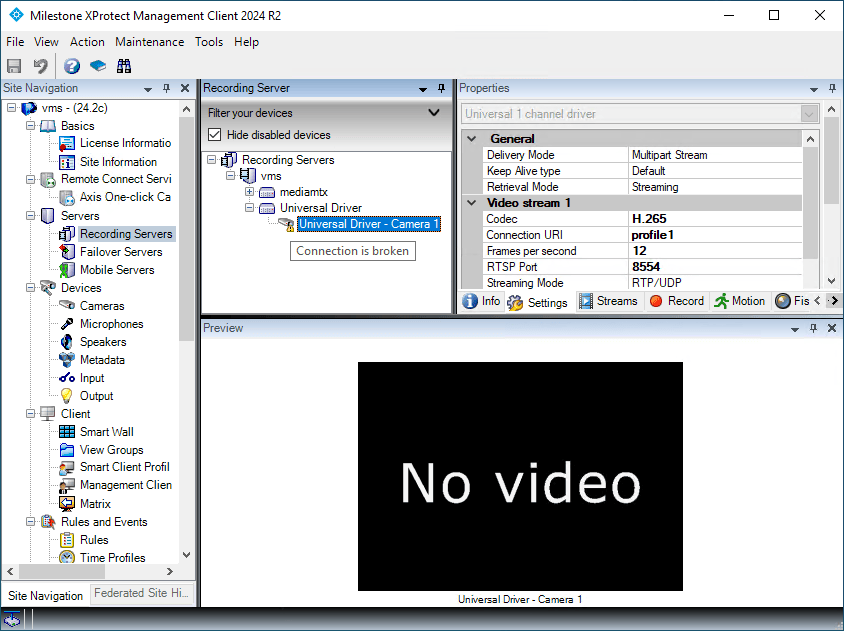 Milestone XProtect Management Client 2024 R2
File View Action Maintenance Tools Help
Site Navigation
vms - (24.2c)
Basics
License Informatio
Site Information
Remote Connect Servi
Axis One-click Ca
Servers
Recording Servers
Failover Servers
Mobile Servers
Devices
Cameras
Microphones
Speakers
Metadata
Input
Output
Client
Smart Wall
View Groups
Smart Client Profil
Management Clien
Matrix
Rules and Events
Rules
Time Profiles
Site Navigation
Federated Site Hi...
Recording Server
Filter your devices
Hide disabled devices
Recording Servers
vms
mediamtx
Universal Driver
Universal Driver - Camera 1
Connection is broken
Properties
Universal 1 channel driver
General
Delivery Mode Multipart Stream
Keep Alive type Default
Retrieval Mode Streaming
Video stream 1
Codec H.265
Connection URI profile1
Frames per second 12
RTSP Port 8554
Streaming Mode RTP/UDP
Info Settings Streams Record Motion Fis
Preview
No video
Universal Driver - Camera 1